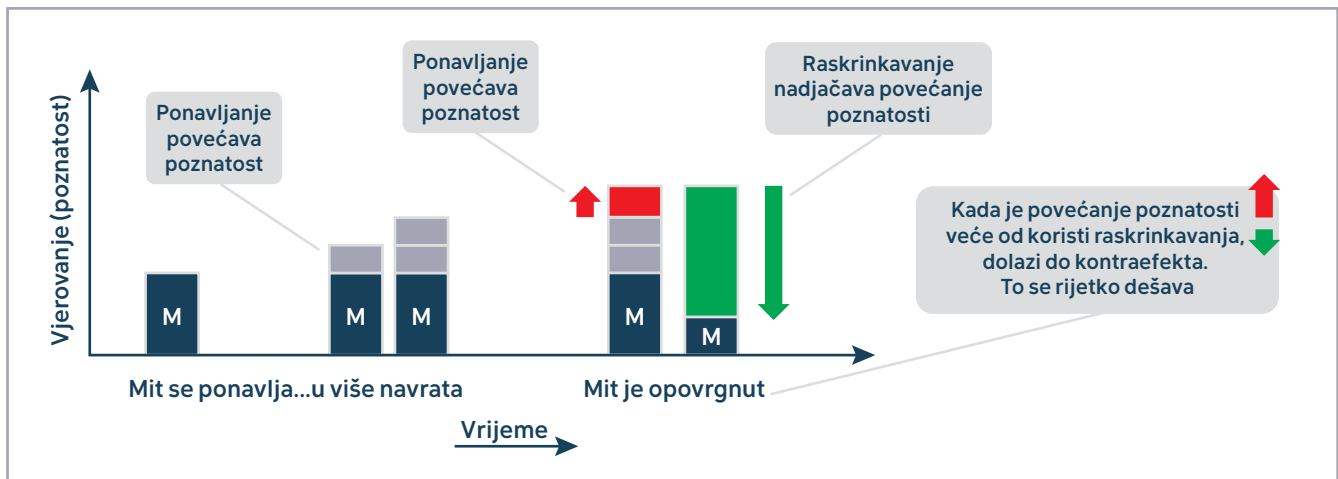 Vjerovanje (poznatost)
Ponavljanje
povećava
poznatost
Ponavljanje
povećava
poznatost
Raskrinkavanje
nadjačava povećanje
poznatosti
Kada je povećanje poznatosti
veće od koristi raskrinkavanja,
dolazi do kontraefekta.
To se rijetko dešava
M
M
M
M
M
Mit se ponavlja...u više navrata
Mit je opovrgnut
Vrijeme